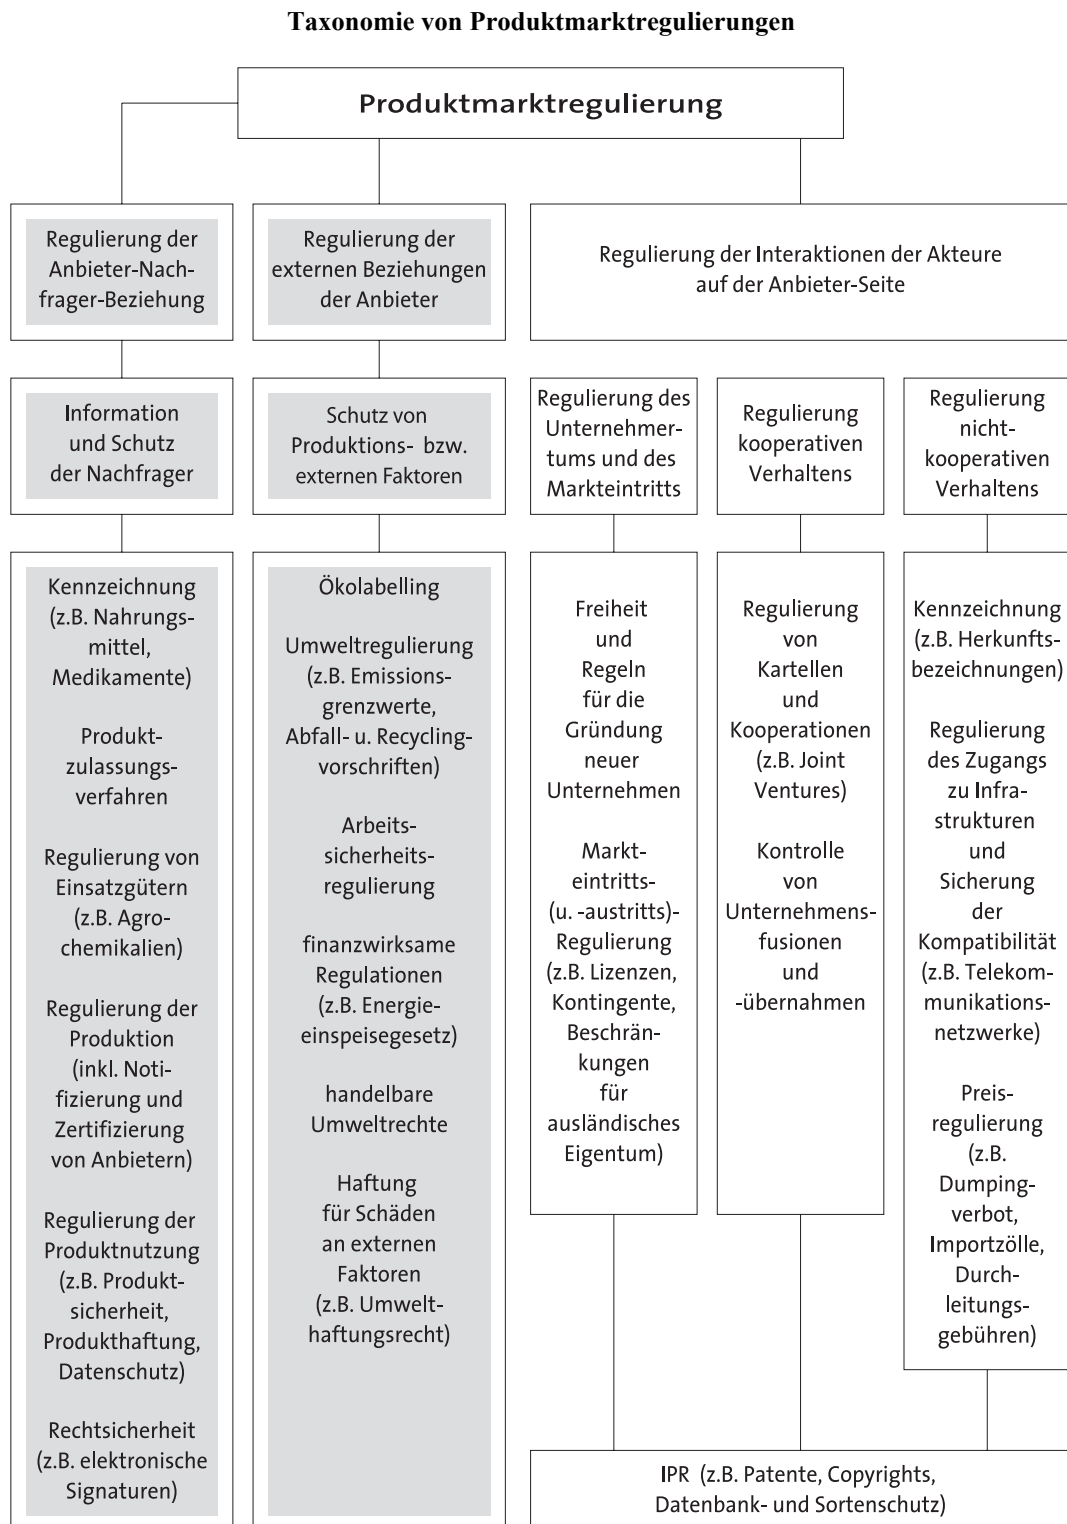 Taxonomie von Produktmarktregulierungen
Produktmarktregulierung
Regulierung der
Anbieter-Nach-
frager-Beziehung
Regulierung der
externen Beziehungen
der Anbieter
Regulierung der Interaktionen der Akteure
auf der Anbieter-Seite
Information
und Schutz
der Nachfrager
Schutz von
Produktions- bzw.
externen Faktoren
Regulierung des
Unternehmer-
tums und des
Markteintritts
Regulierung
kooperativen
Verhaltens
Regulierung
nicht-
kooperativen
Verhaltens
Kennzeichnung
(z.B. Nahrungs-
mittel,
Medikamente)
Produkt-
zulassungs-
verfahren
Regulierung von
Einsatzgütern
(z.B. Agro-
chemikalien)
Regulierung der
Produktion
(inkl. Noti-
fizierung und
Zertifizierung
von Anbietern)
Regulierung der
Produktnutzung
(z.B. Produkt-
sicherheit,
Produkthaftung,
Datenschutz)
Rechtsicherheit
(z.B. elektronische
Signaturen)
Ökolabelling
Umweltregulierung
(z.B. Emissions-
grenzwerte,
Abfall- u. Recycling-
vorschriften)
Arbeits-
sicherheits-
regulierung
finanzwirksame
Regulationen
(z.B. Energie-
einspeisegesetz)
handelbare
Umweltrechte
Haftung
für Schäden
an externen
Faktoren
(z.B. Umwelt-
haftungsrecht)
Freiheit
und
Regeln
für die
Gründung
neuer
Unternehmen
Markt-
eintritts-
(u. -austritts)-
Regulierung
(z.B. Lizenzen,
Kontingente,
Beschrän-
kungen
für
ausländisches
Eigentum)
Regulierung
von
Kartellen
und
Kooperationen
(z.B. Joint
Ventures)
Kontrolle
von
Unternehmens-
fusionen
und
-übernahmen
Kennzeichnung
(z.B. Herkunfts-
bezeichnungen)
Regulierung
des Zugangs
zu Infra-
strukturen
und
Sicherung
der
Kompatibilität
(z.B. Telekom-
munikations-
netzwerke)
Preis-
regulierung
(z.B.
Dumping-
verbot,
Importzölle,
Durch-
leitungs-
gebühren)
IPR (z.B. Patente, Copyrights,
Datenbank- und Sortenschutz)